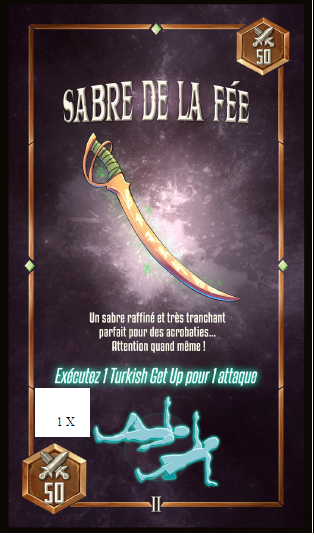 50
SABRE DE LA FÉE
Un sabre raffiné et très tranchant
parfait pour des acrobaties...
Attention quand même !
Exécutez 1 Turkish Get Up pour 1 attaque
1 X
50
II